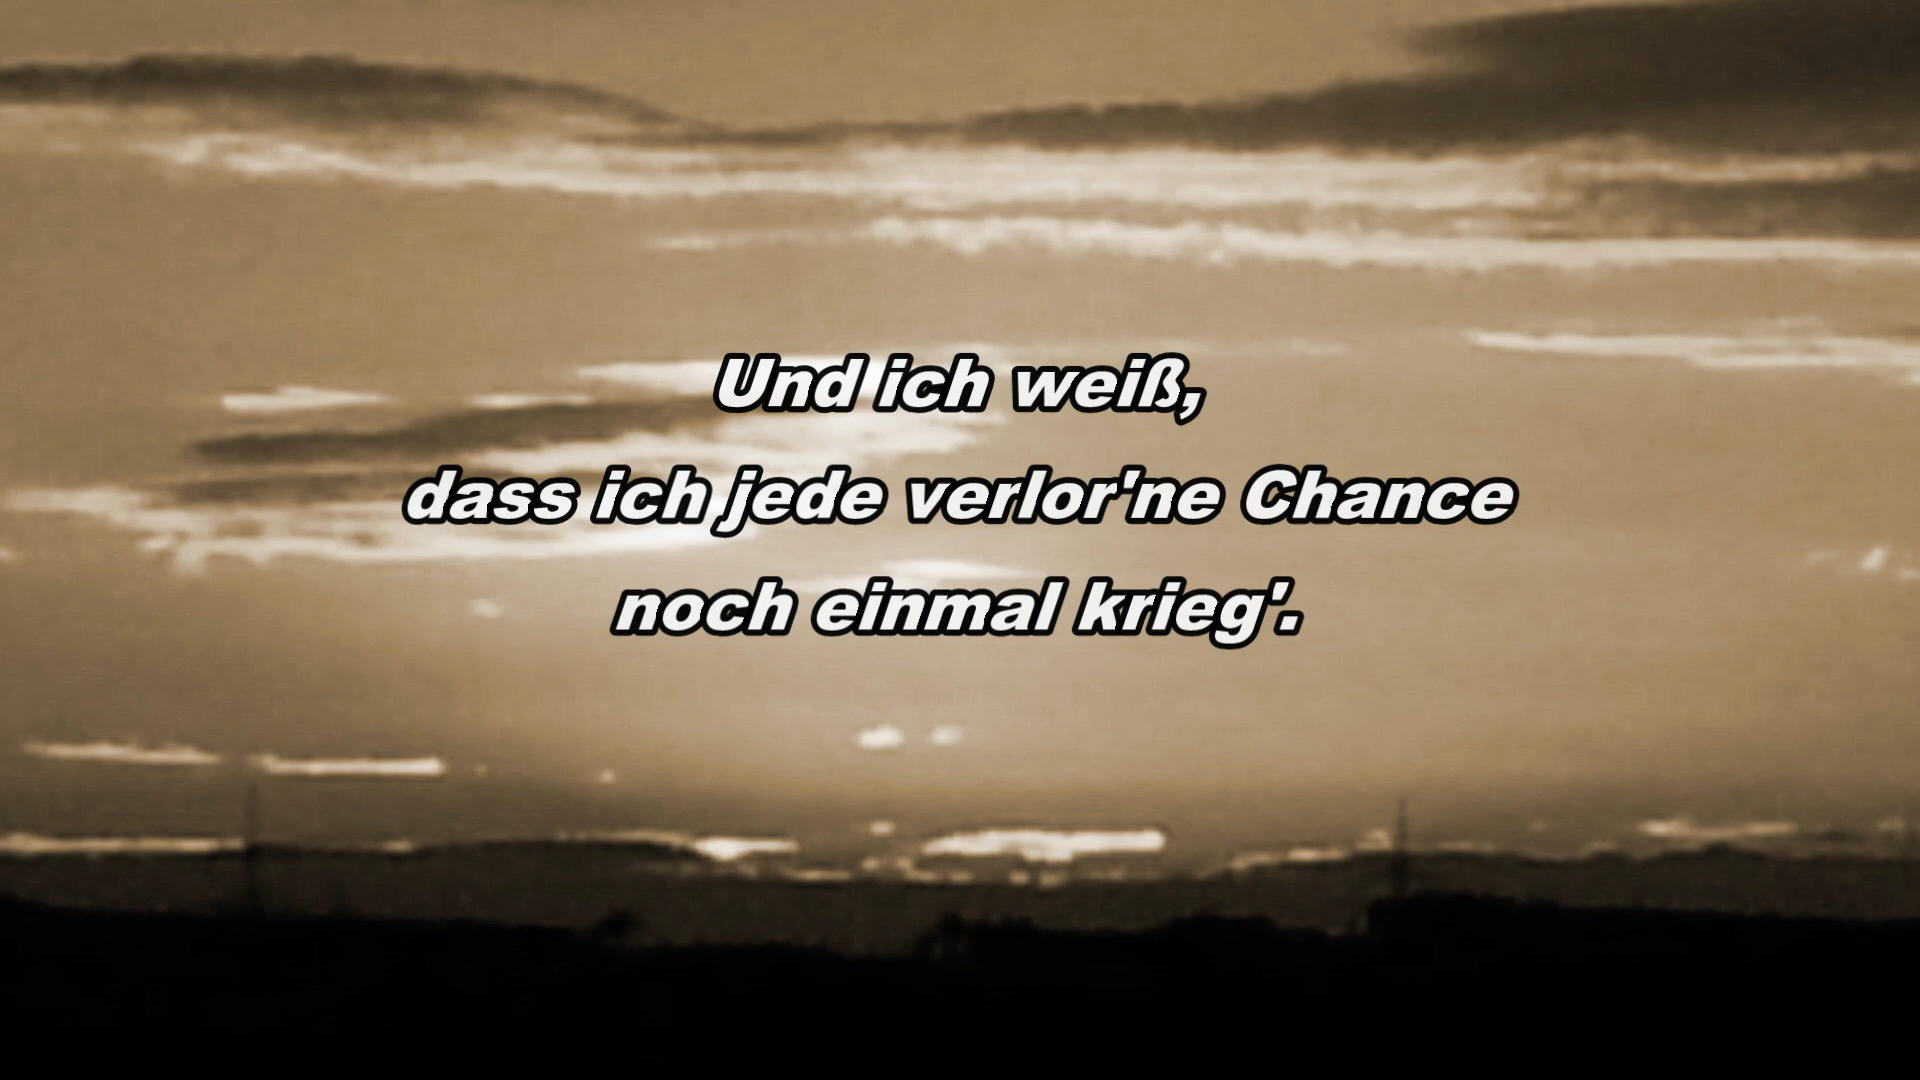 Und ich weiß,
dass ich jede verlor'ne Chance
noch einmal krieg'.